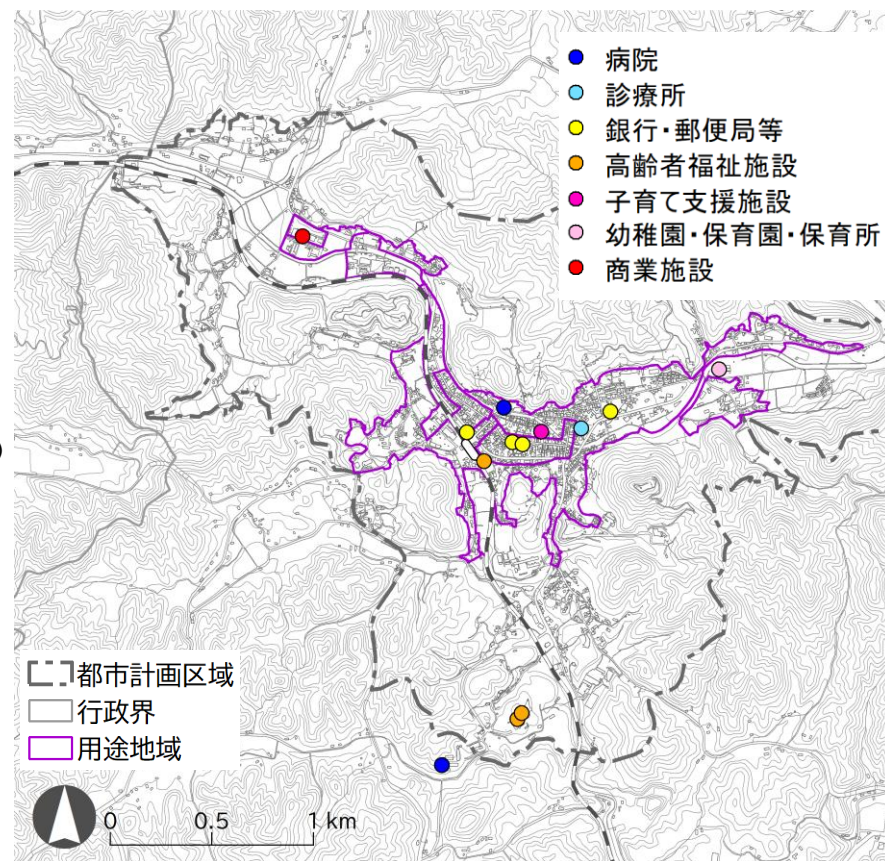 病院
診療所
銀行・郵便局等
高齢者福祉施設
子育て支援施設
幼稚園・保育園・保育所
商業施設
都市計画区域
行政界
用途地域
0 0.5 1 km